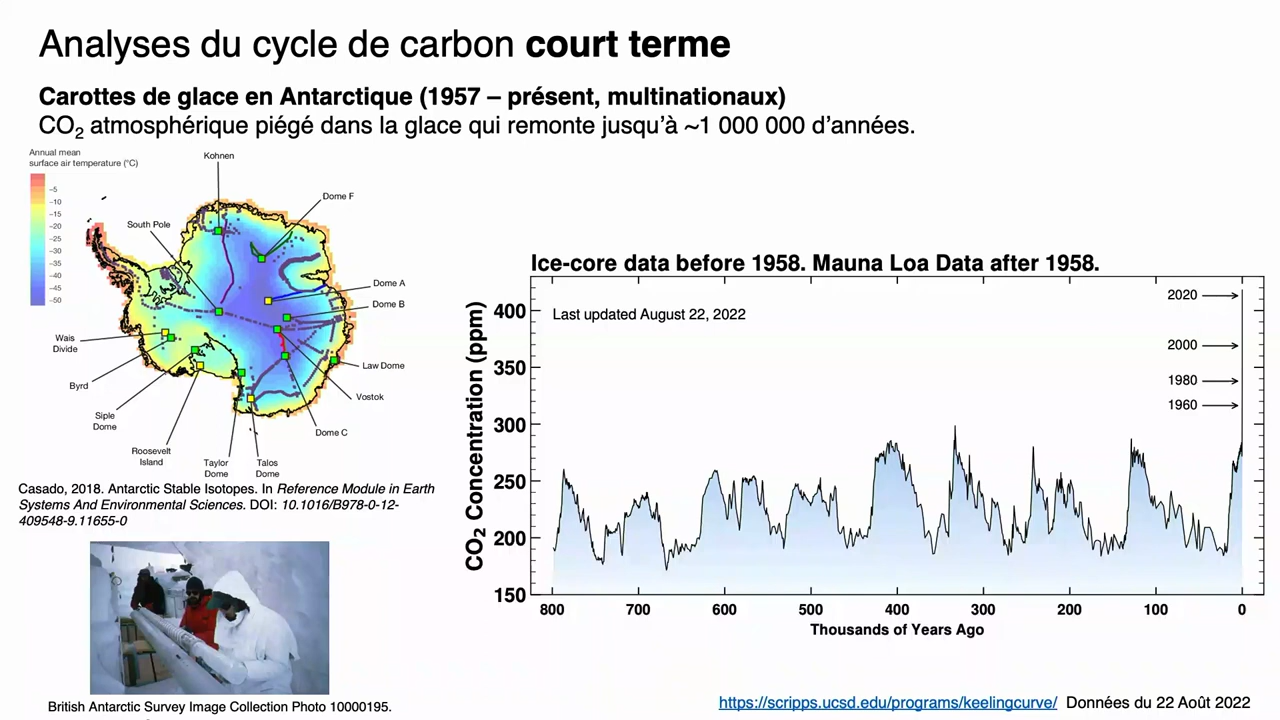 Analyses du cycle de carbon court terme
Carottes de glace en Antarctique (1957 – présent, multinationaux)
CO₂ atmosphérique piégé dans la glace qui remonte jusqu'à ~1 000 000 d'années.
Annual mean
surface air temperature (°C)
−5
−10
−15
−20
−25
−30
−35
−40
−45
−50
Kohnen
Dome F
South Pole
Dome A
Dome B
Wais
Divide
Byrd
Law Dome
Vostok
Siple
Dome
Dome C
Roosevelt
Island
Taylor
Dome
Talos
Dome
Casado, 2018. Antarctic Stable Isotopes. In Reference Module in Earth
Systems And Environmental Sciences. DOI: 10.1016/B978-0-12-
409548-9.11655-0
British Antarctic Survey Image Collection Photo 10000195.
Ice-core data before 1958. Mauna Loa Data after 1958.
Last updated August 22, 2022
2020
2000
1980
1960
CO₂ Concentration (ppm)
400
350
300
250
200
150
800 700 600 500 400 300 200 100 0
Thousands of Years Ago
https://scripps.ucsd.edu/programs/keelingcurve/ Données du 22 Août 2022